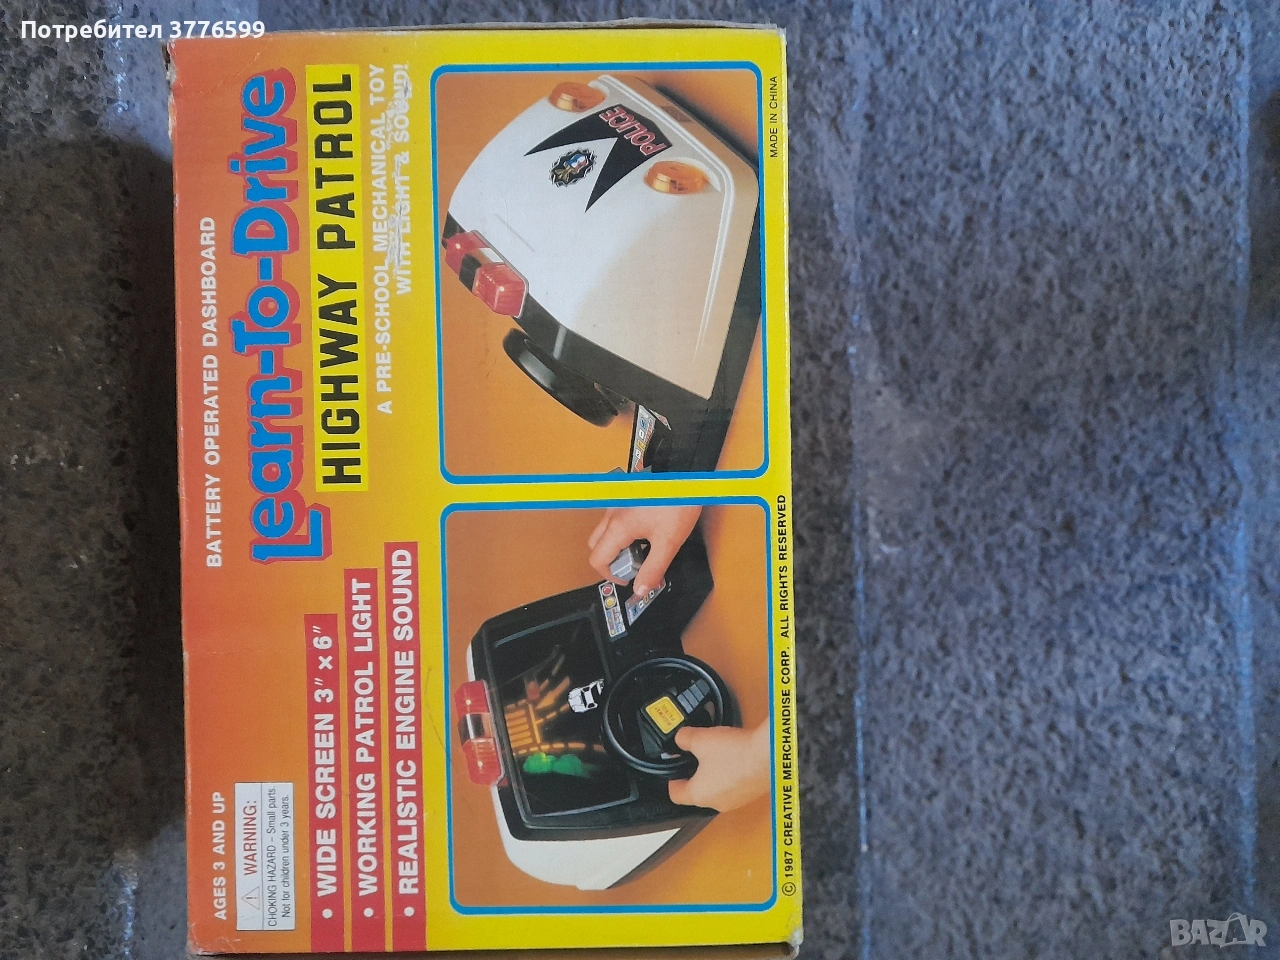 Потребител 3776599
BATTERY OPERATED DASHBOARD
Learn-To-Drive
HIGHWAY PATROL
A PRE-SCHOOL MECHANICAL TOY
WITH LIGHT & SOUND!
AGES 3 AND UP
⚠ WARNING:
CHOKING HAZARD – Small parts.
Not for children under 3 years.
• WIDE SCREEN 3" × 6"
• WORKING PATROL LIGHT
• REALISTIC ENGINE SOUND
POLICE
MADE IN CHINA
© 1987 CREATIVE MERCHANDISE CORP. ALL RIGHTS RESERVED
BAZAR